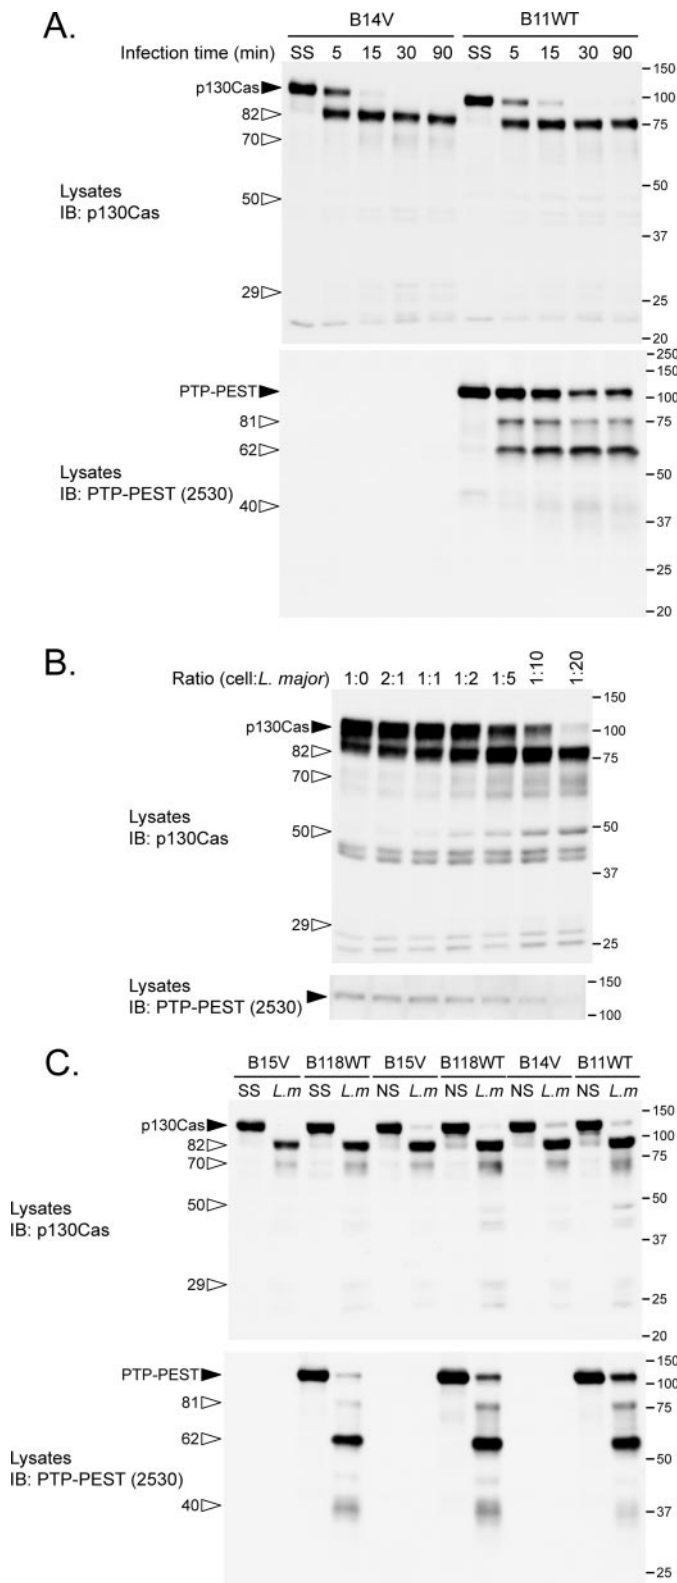 A.
B14V B11WT
Infection time (min) SS 5 15 30 90 SS 5 15 30 90
p130Cas
82
70
50
29
Lysates
IB: p130Cas
150
100
75
50
37
25
20
PTP-PEST
81
62
40
Lysates
IB: PTP-PEST (2530)
250
150
100
75
50
37
25
20
B.
Ratio (cell:L. major) 1:0 2:1 1:1 1:2 1:5 1:10 1:20
p130Cas
82
70
50
29
Lysates
IB: p130Cas
150
100
75
50
37
25
Lysates
IB: PTP-PEST (2530)
150
100
C.
B15V B118WT B15V B118WT B14V B11WT
SS L.m SS L.m NS L.m NS L.m NS L.m NS L.m
p130Cas
82
70
50
29
Lysates
IB: p130Cas
150
100
75
50
37
25
20
PTP-PEST
81
62
40
Lysates
IB: PTP-PEST (2530)
150
100
75
50
37
25